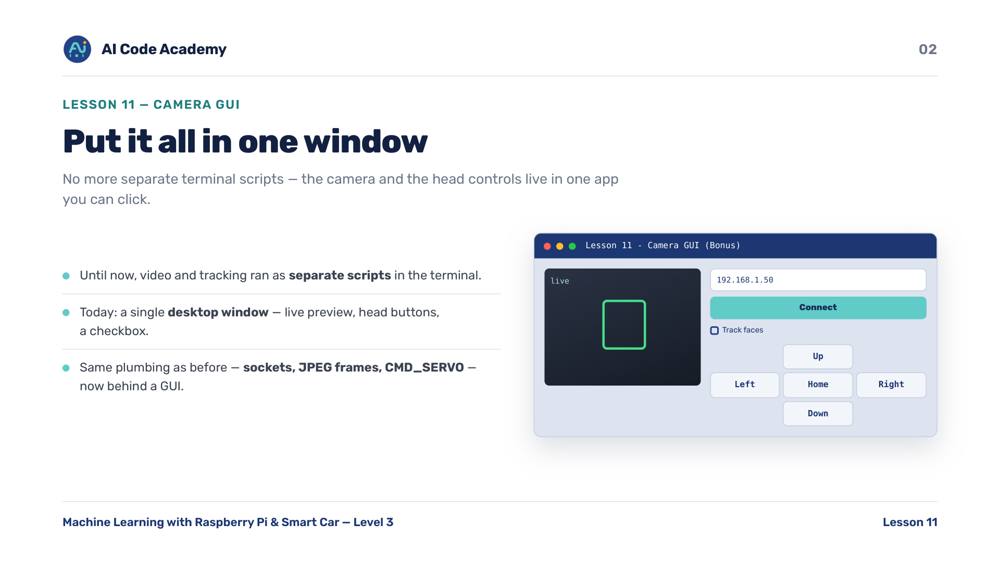 AI Code Academy
02
LESSON 11 — CAMERA GUI
Put it all in one window
No more separate terminal scripts — the camera and the head controls live in one app
you can click.
Until now, video and tracking ran as separate scripts in the terminal.
Today: a single desktop window — live preview, head buttons,
a checkbox.
Same plumbing as before — sockets, JPEG frames, CMD_SERVO —
now behind a GUI.
Lesson 11 - Camera GUI (Bonus)
live
192.168.1.50
Connect
Track faces
Up
Left
Home
Right
Down
Machine Learning with Raspberry Pi & Smart Car — Level 3
Lesson 11